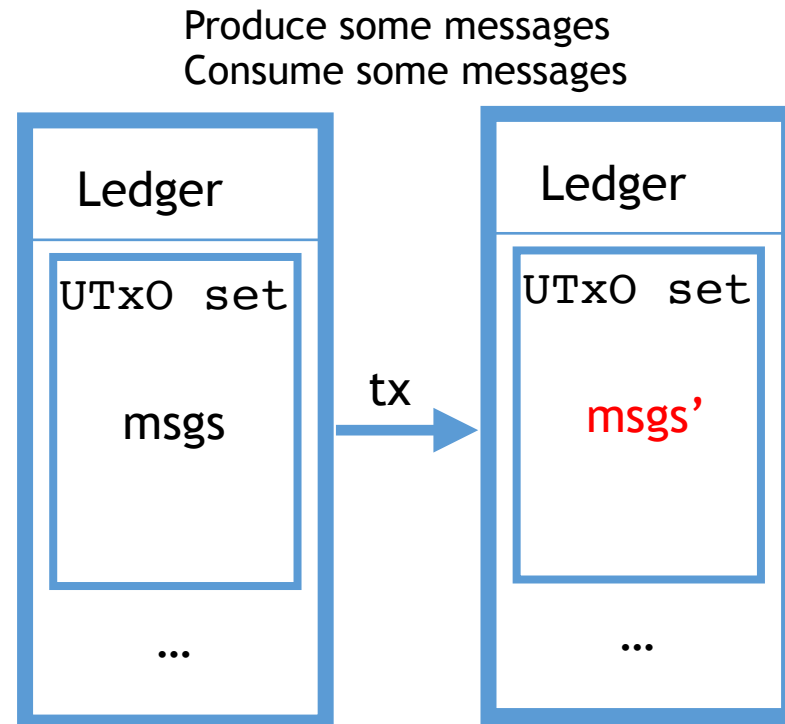 Produce some messages
Consume some messages
Ledger
UTxO set
msgs
…
tx
Ledger
UTxO set
msgs’
…